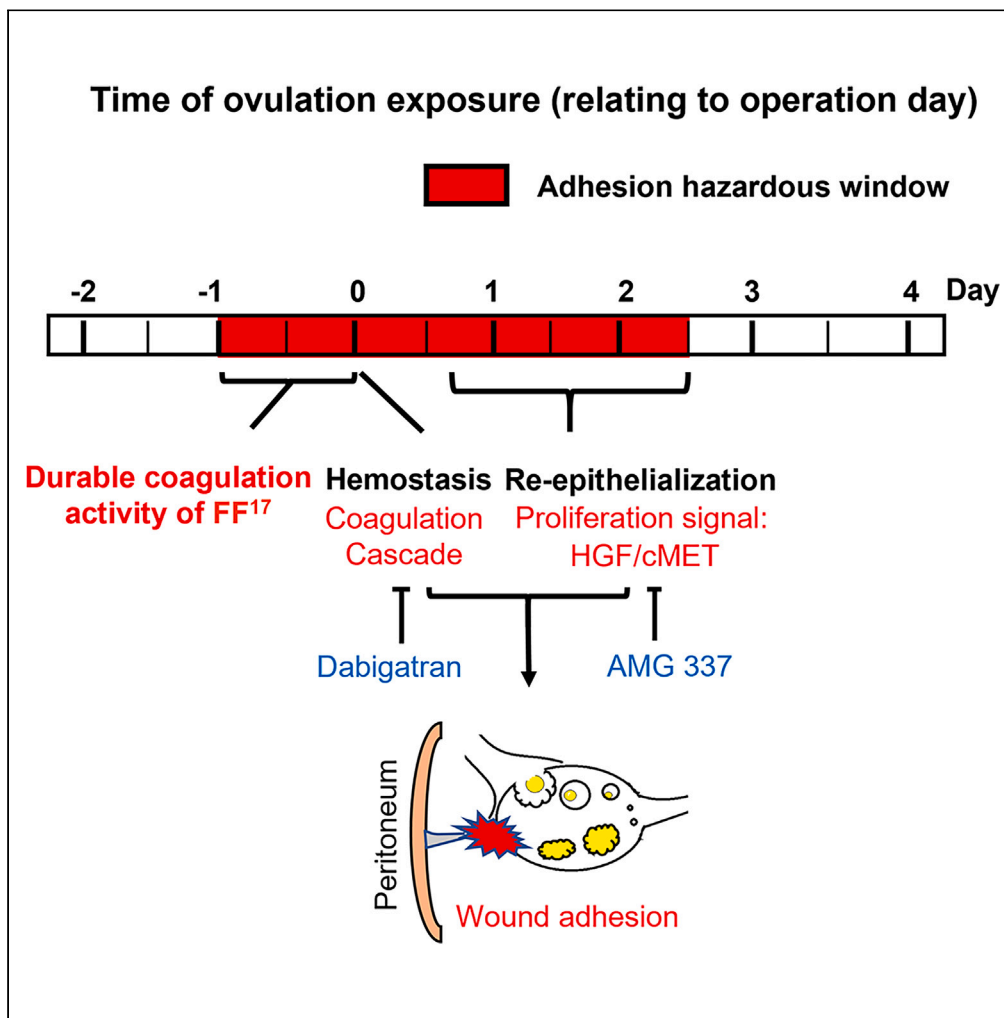 Time of ovulation exposure (relating to operation day)
Adhesion hazardous window
-2 -1 0 1 2 3 4 Day
Durable coagulation
activity of FF¹⁷
Hemostasis
Coagulation
Cascade
Re-epithelialization
Proliferation signal:
HGF/cMET
Dabigatran
AMG 337
Peritoneum
Wound adhesion